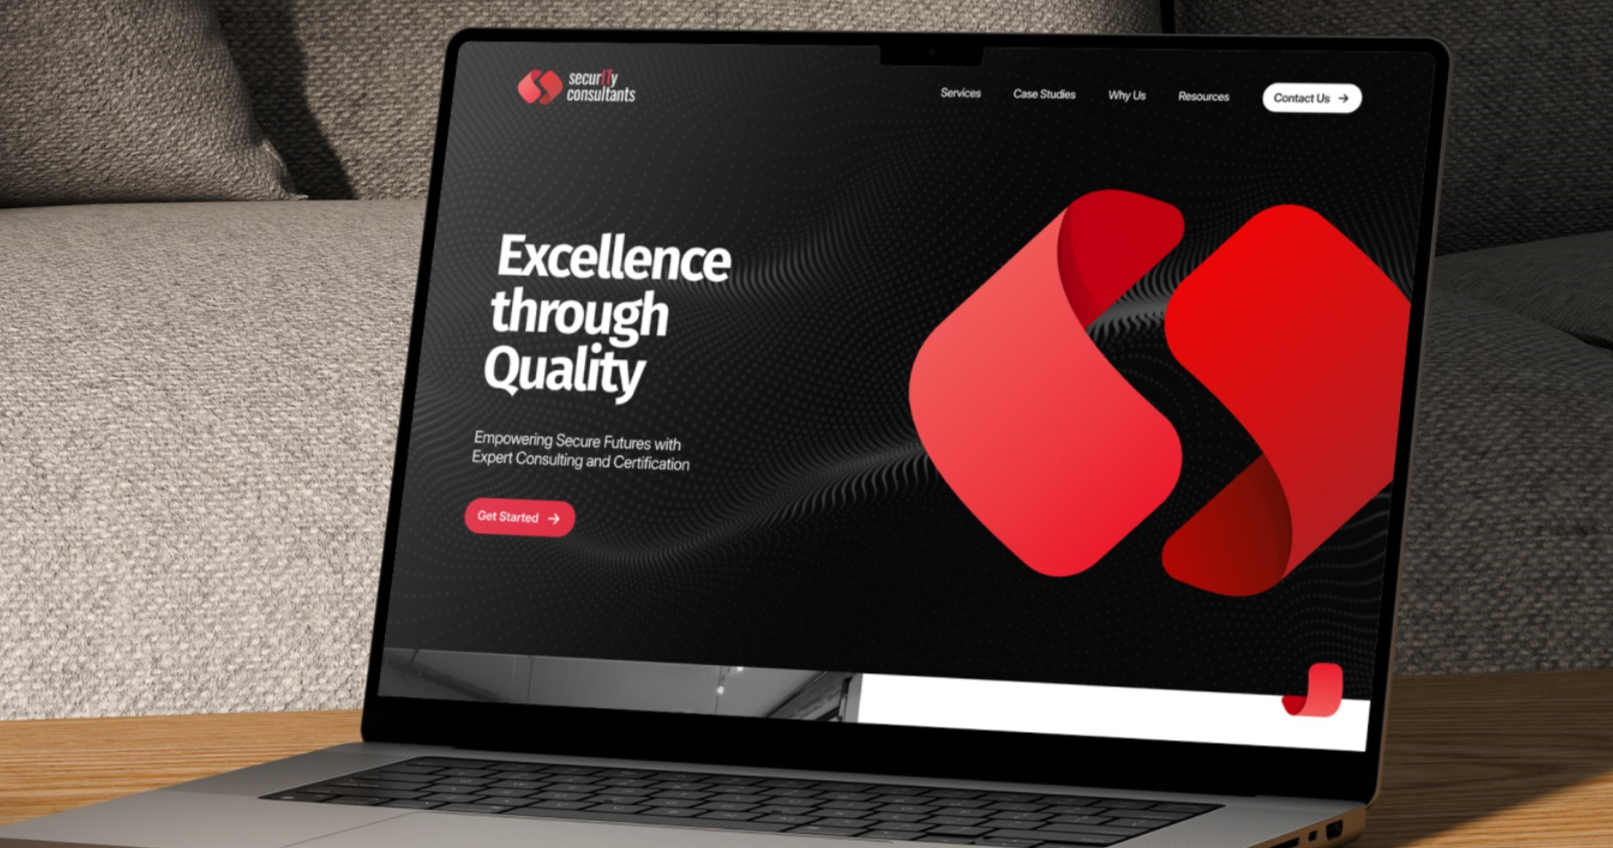 securITy
consultants
Services
Case Studies
Why Us
Resources
Contact Us
Excellence
through
Quality
Empowering Secure Futures with
Expert Consulting and Certification
Get Started